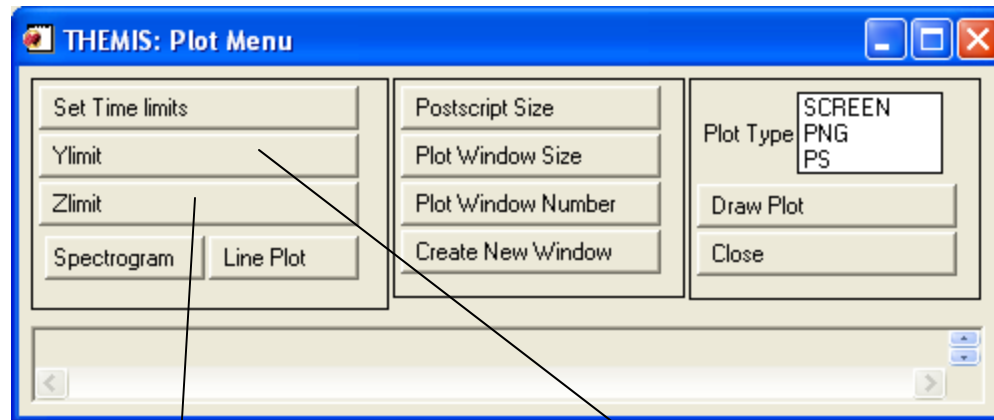 THEMIS: Plot Menu
Set Time limits
Ylimit
Zlimit
Spectrogram
Line Plot
Postscript Size
Plot Window Size
Plot Window Number
Create New Window
Plot Type
SCREEN
PNG
PS
Draw Plot
Close